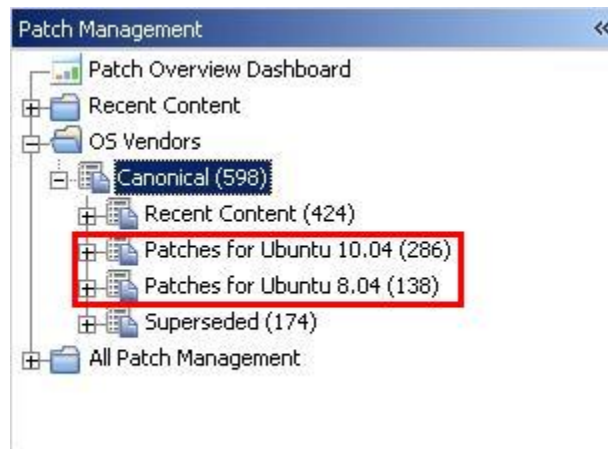 Patch Management
Patch Overview Dashboard
Recent Content
OS Vendors
Canonical (598)
Recent Content (424)
Patches for Ubuntu 10.04 (286)
Patches for Ubuntu 8.04 (138)
Superseded (174)
All Patch Management